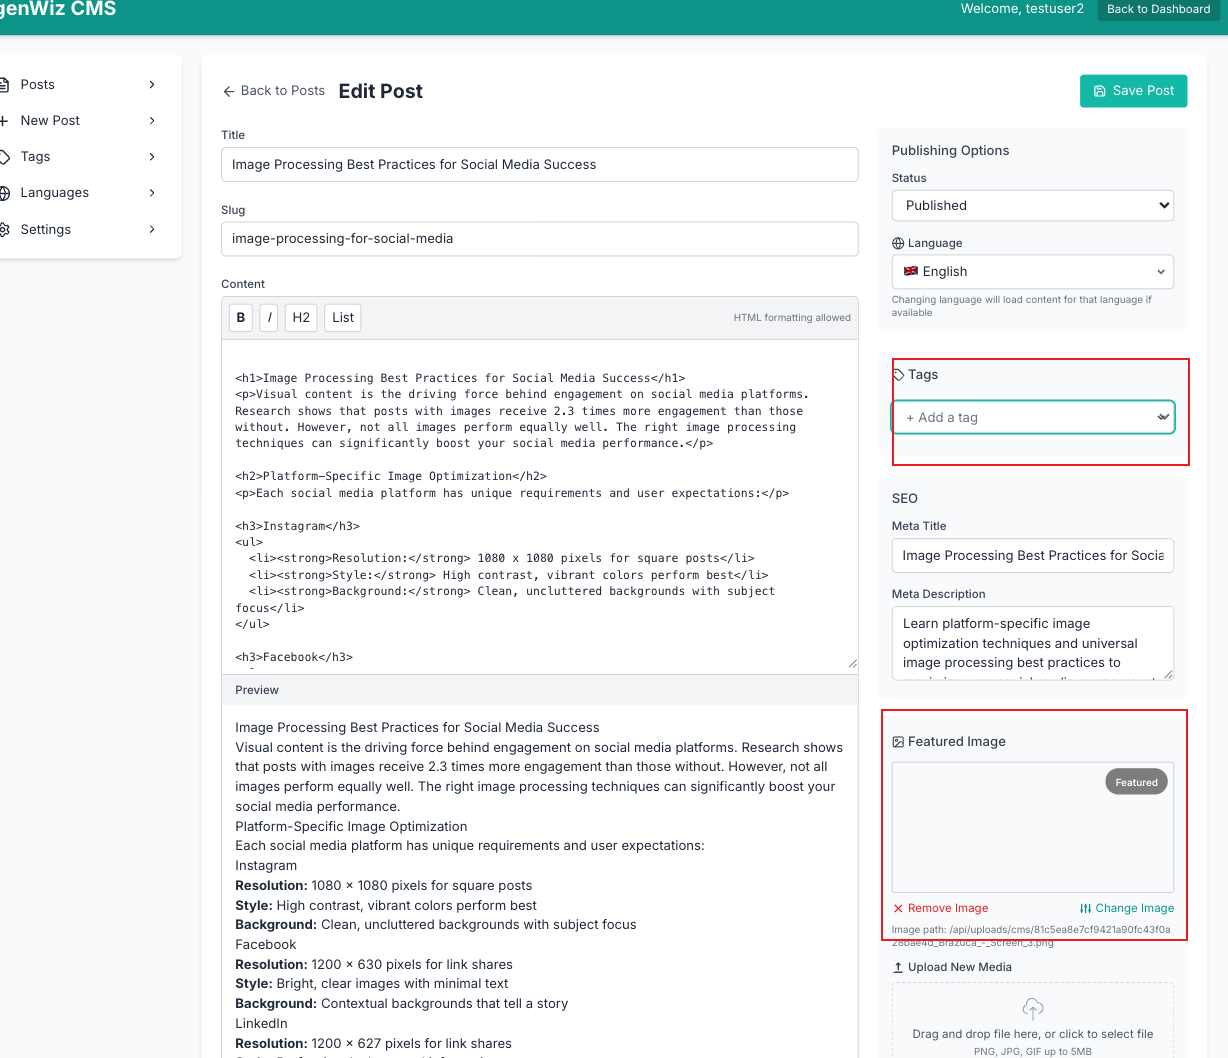 genWiz CMS
Welcome, testuser2
Back to Dashboard
Posts
New Post
Tags
Languages
Settings
Back to Posts
Edit Post
Save Post
Title
Image Processing Best Practices for Social Media Success
Slug
image-processing-for-social-media
Content
B
I
H2
List
HTML formatting allowed
<h1>Image Processing Best Practices for Social Media Success</h1>
<p>Visual content is the driving force behind engagement on social media platforms.
Research shows that posts with images receive 2.3 times more engagement than those
without. However, not all images perform equally well. The right image processing
techniques can significantly boost your social media performance.</p>
<h2>Platform-Specific Image Optimization</h2>
<p>Each social media platform has unique requirements and user expectations:</p>
<h3>Instagram</h3>
<ul>
<li><strong>Resolution:</strong> 1080 x 1080 pixels for square posts</li>
<li><strong>Style:</strong> High contrast, vibrant colors perform best</li>
<li><strong>Background:</strong> Clean, uncluttered backgrounds with subject
focus</li>
</ul>
<h3>Facebook</h3>
Preview
Image Processing Best Practices for Social Media Success
Visual content is the driving force behind engagement on social media platforms. Research shows
that posts with images receive 2.3 times more engagement than those without. However, not all
images perform equally well. The right image processing techniques can significantly boost your
social media performance.
Platform-Specific Image Optimization
Each social media platform has unique requirements and user expectations:
Instagram
Resolution: 1080 × 1080 pixels for square posts
Style: High contrast, vibrant colors perform best
Background: Clean, uncluttered backgrounds with subject focus
Facebook
Resolution: 1200 × 630 pixels for link shares
Style: Bright, clear images with minimal text
Background: Contextual backgrounds that tell a story
LinkedIn
Resolution: 1200 × 627 pixels for link shares
Publishing Options
Status
Published
Language
English
Changing language will load content for that language if
available
Tags
+ Add a tag
SEO
Meta Title
Image Processing Best Practices for Socia
Meta Description
Learn platform-specific image
optimization techniques and universal
image processing best practices to
Featured Image
Featured
Remove Image
Change Image
Image path: /api/uploads/cms/81c5ea8e7cf9421a90fc43f0a
28bae4d_Brazuca_-_Screen_3.png
Upload New Media
Drag and drop file here, or click to select file
PNG, JPG, GIF up to 5MB